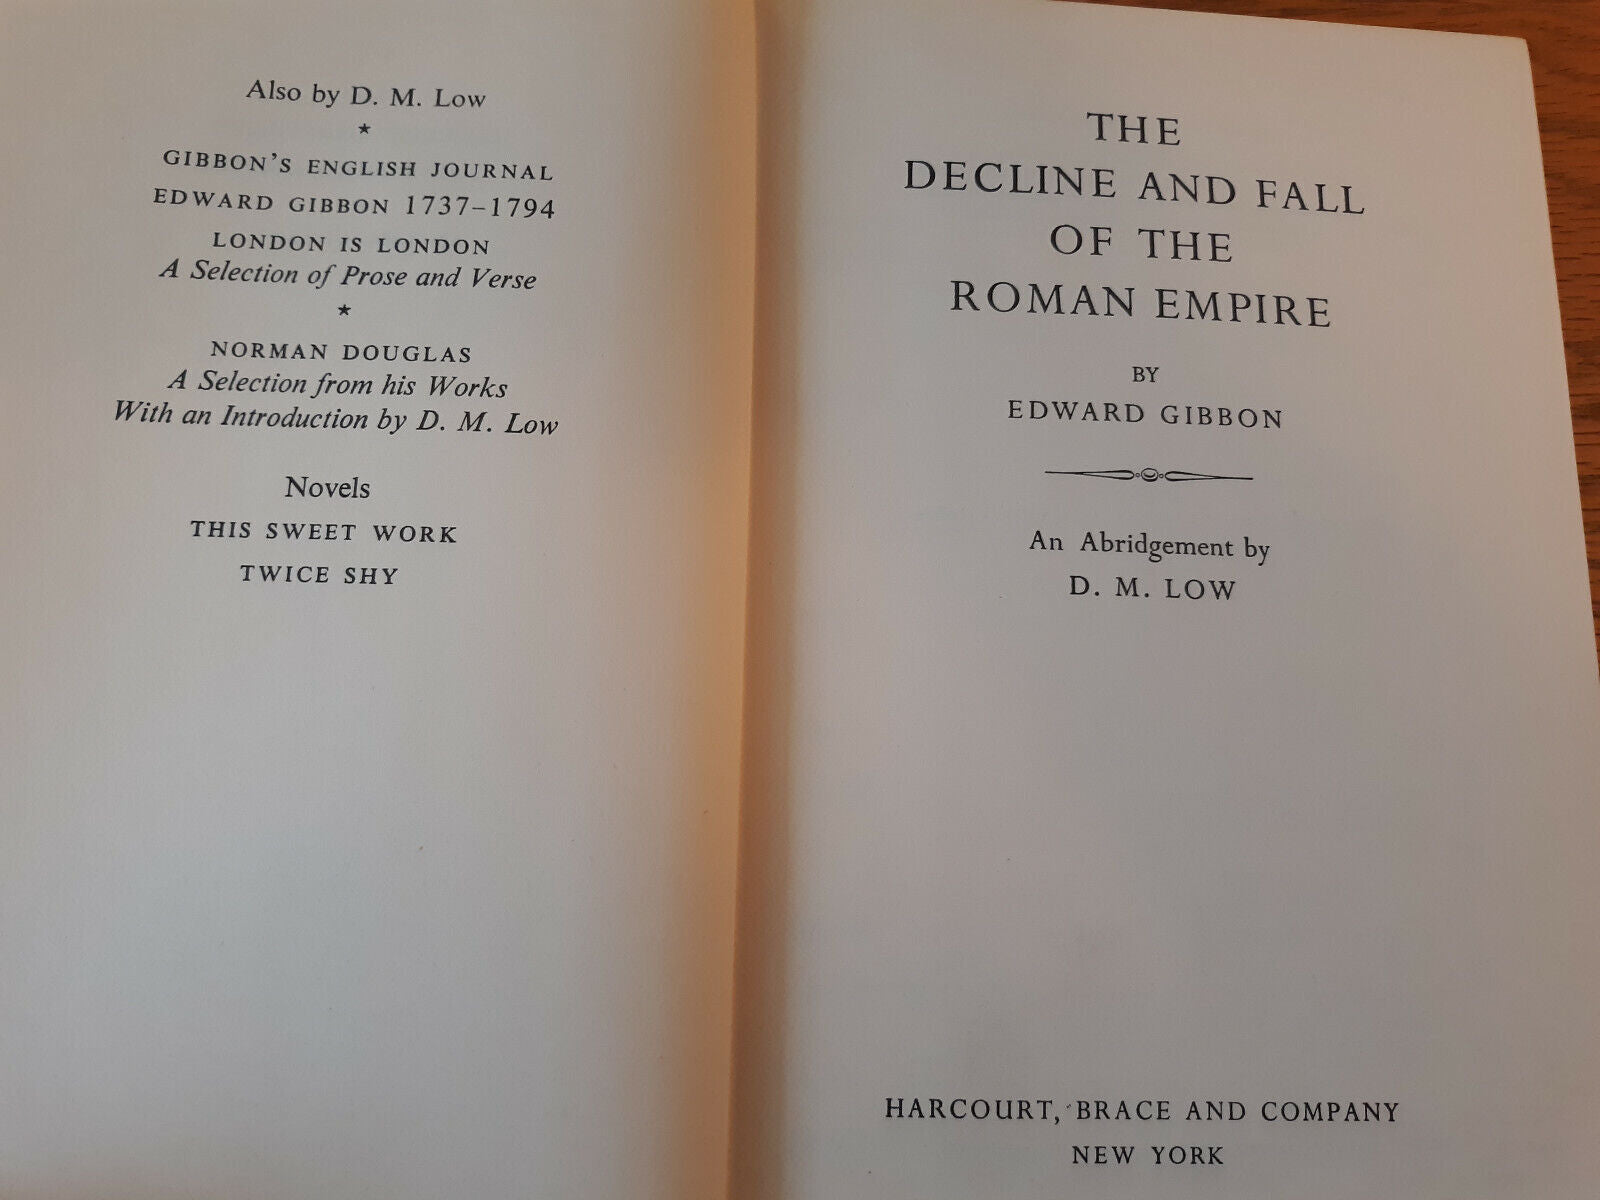 Also by D. M. Low
★
GIBBON'S ENGLISH JOURNAL
EDWARD GIBBON 1737–1794
LONDON IS LONDON
A Selection of Prose and Verse
★
NORMAN DOUGLAS
A Selection from his Works
With an Introduction by D. M. Low
Novels
THIS SWEET WORK
TWICE SHY
THE
DECLINE AND FALL
OF THE
ROMAN EMPIRE
BY
EDWARD GIBBON
An Abridgement by
D. M. LOW
HARCOURT, BRACE AND COMPANY
NEW YORK